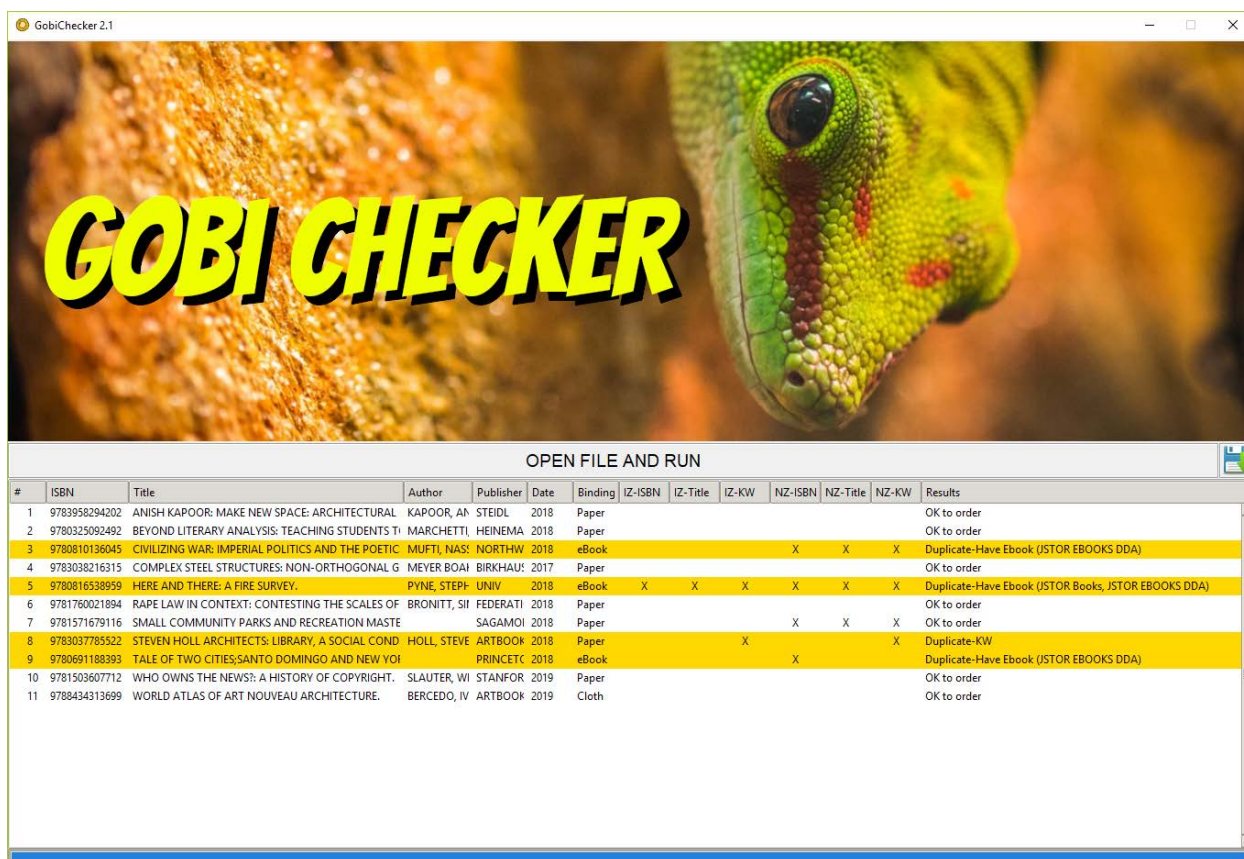 GobiChecker 2.1
GOBI CHECKER
OPEN FILE AND RUN
# ISBN Title Author Publisher Date Binding IZ-ISBN IZ-Title IZ-KW NZ-ISBN NZ-Title NZ-KW Results
1 9783958294202 ANISH KAPOOR: MAKE NEW SPACE: ARCHITECTURAL KAPOOR, AN STEIDL 2018 Paper OK to order
2 9780325092492 BEYOND LITERARY ANALYSIS: TEACHING STUDENTS T MARCHETTI, HEINEMA 2018 Paper OK to order
3 9780810136045 CIVILIZING WAR: IMPERIAL POLITICS AND THE POETIC MUFTI, NAS NORTHW 2018 eBook X X X Duplicate-Have Ebook (JSTOR EBOOKS DDA)
4 9783038216315 COMPLEX STEEL STRUCTURES: NON-ORTHOGONAL G MEYER BOA BIRKHAU 2017 Paper OK to order
5 9780816538959 HERE AND THERE: A FIRE SURVEY. PYNE, STEPH UNIV 2018 eBook X X X X X X Duplicate-Have Ebook (JSTOR Books, JSTOR EBOOKS DDA)
6 9781760021894 RAPE LAW IN CONTEXT: CONTESTING THE SCALES OF BRONITT, SI FEDERATI 2018 Paper OK to order
7 9781571679116 SMALL COMMUNITY PARKS AND RECREATION MASTE SAGAMO 2018 Paper X X X OK to order
8 9783037785522 STEVEN HOLL ARCHITECTS: LIBRARY, A SOCIAL COND HOLL, STEVE ARTBOOK 2018 Paper X X Duplicate-KW
9 9780691188393 TALE OF TWO CITIES;SANTO DOMINGO AND NEW YO PRINCET 2018 eBook X Duplicate-Have Ebook (JSTOR EBOOKS DDA)
10 9781503607712 WHO OWNS THE NEWS?: A HISTORY OF COPYRIGHT. SLAUTER, WI STANFOR 2019 Paper OK to order
11 9788434313699 WORLD ATLAS OF ART NOUVEAU ARCHITECTURE. BERCEDO, IV ARTBOOK 2019 Cloth OK to order